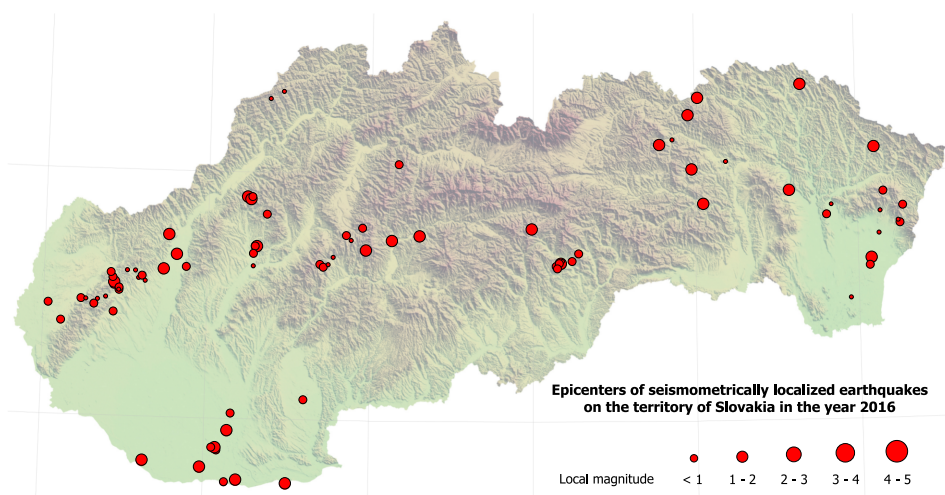 Epicenters of seismometrically localized earthquakes
on the territory of Slovakia in the year 2016
Local magnitude < 1 1 - 2 2 - 3 3 - 4 4 - 5